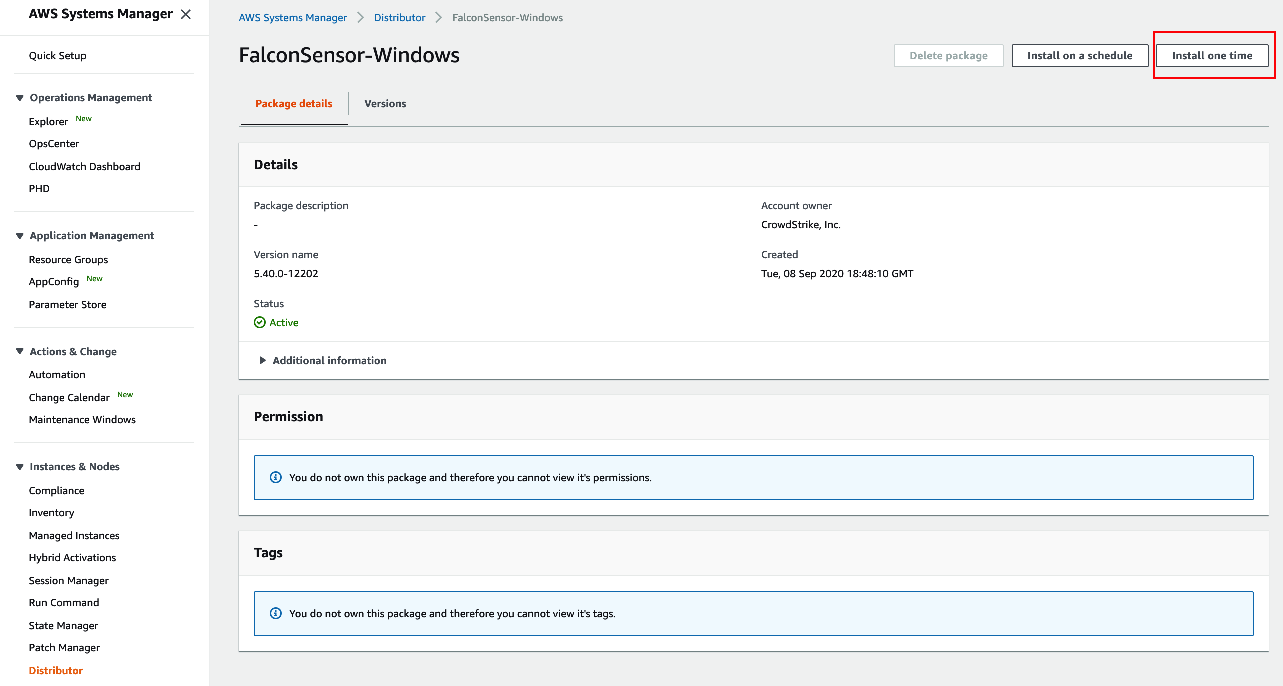 AWS Systems Manager
Quick Setup
Operations Management
Explorer New
OpsCenter
CloudWatch Dashboard
PHD
Application Management
Resource Groups
AppConfig New
Parameter Store
Actions & Change
Automation
Change Calendar New
Maintenance Windows
Instances & Nodes
Compliance
Inventory
Managed Instances
Hybrid Activations
Session Manager
Run Command
State Manager
Patch Manager
Distributor
AWS Systems Manager > Distributor > FalconSensor-Windows
FalconSensor-Windows
Delete package
Install on a schedule
Install one time
Package details
Versions
Details
Package description
-
Account owner
CrowdStrike, Inc.
Version name
5.40.0-12202
Created
Tue, 08 Sep 2020 18:48:10 GMT
Status
Active
Additional information
Permission
You do not own this package and therefore you cannot view it's permissions.
Tags
You do not own this package and therefore you cannot view it's tags.